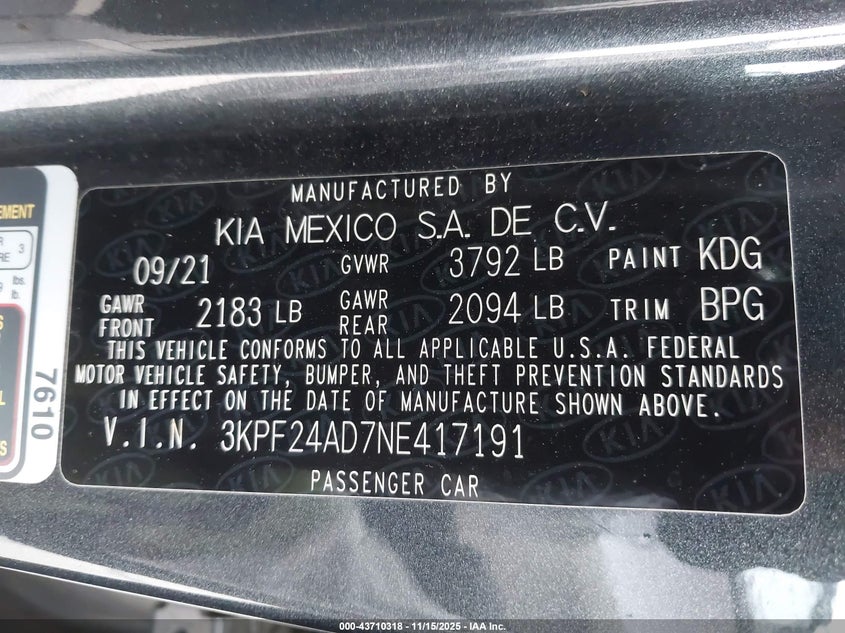 MANUFACTURED BY
KIA MEXICO S.A. DE C.V.
09/21 GVWR 3792 LB PAINT KDG
GAWR FRONT 2183 LB GAWR REAR 2094 LB TRIM BPG
THIS VEHICLE CONFORMS TO ALL APPLICABLE U.S.A. FEDERAL
MOTOR VEHICLE SAFETY, BUMPER, AND THEFT PREVENTION STANDARDS
IN EFFECT ON THE DATE OF MANUFACTURE SHOWN ABOVE.
V.I.N. 3KPF24AD7NE417191
PASSENGER CAR
7610
000-43710318 - 11/15/2025 - IAA Inc.